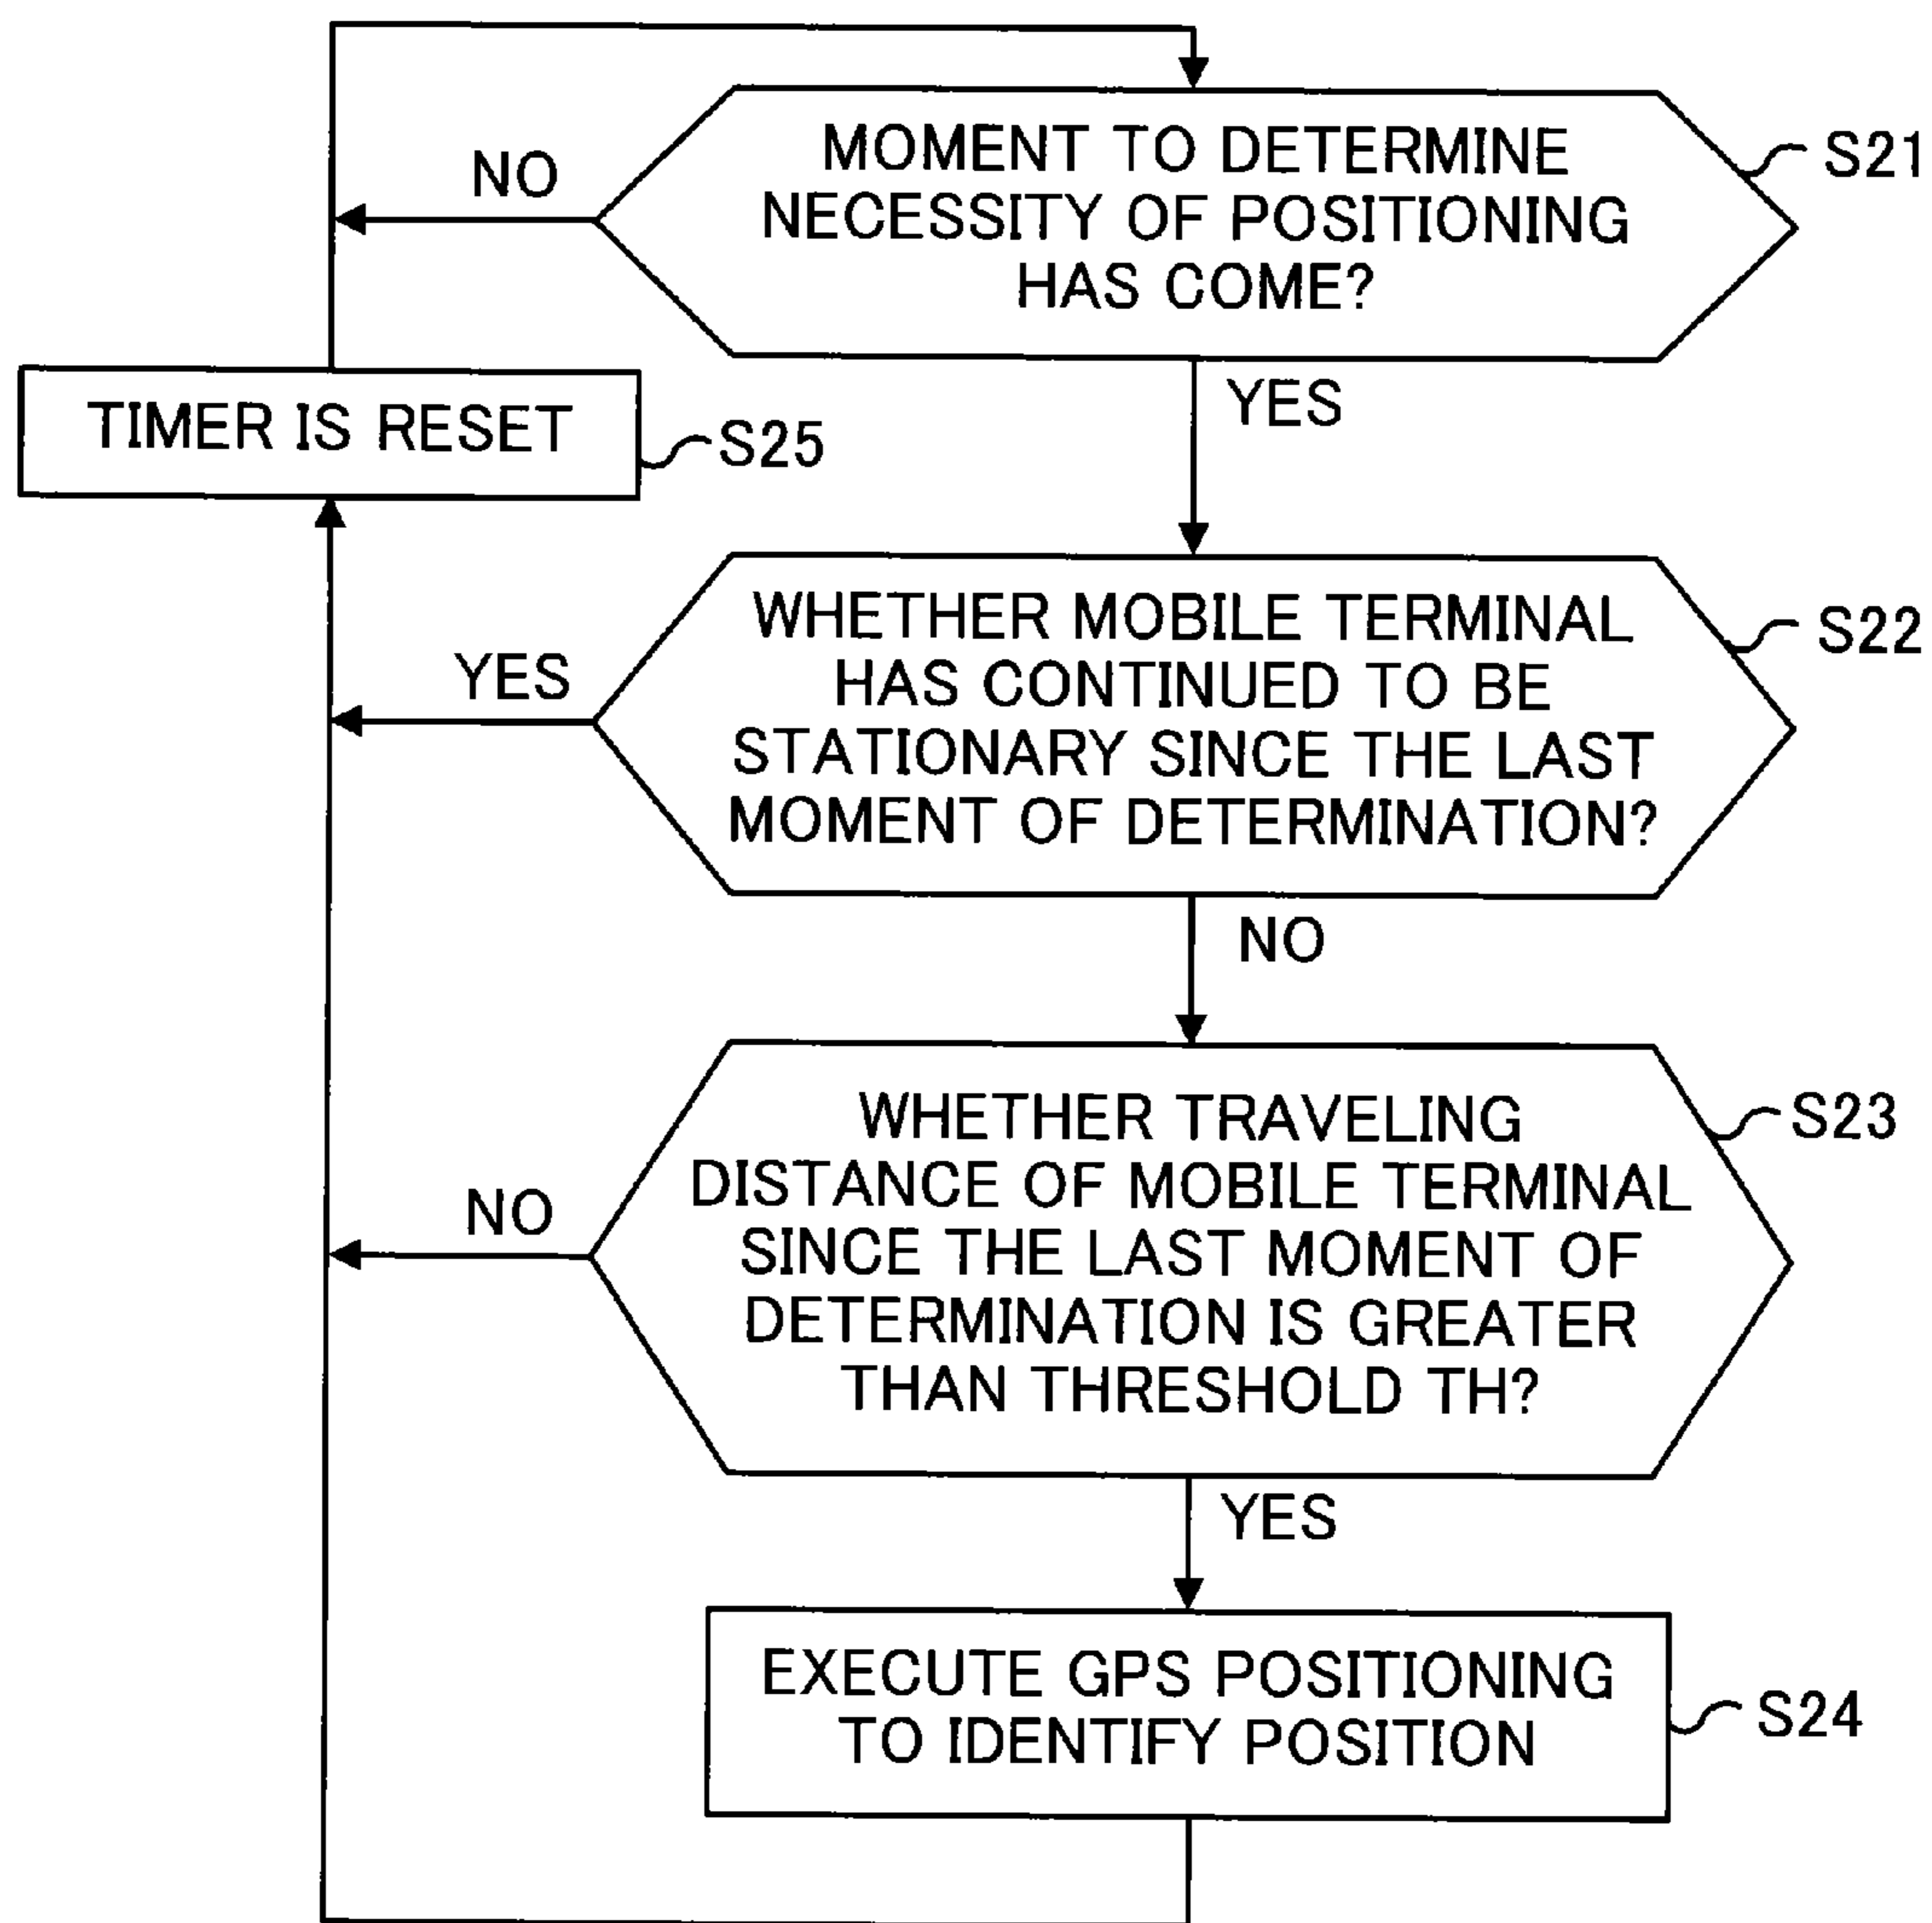 MOMENT TO DETERMINE
NECESSITY OF POSITIONING
HAS COME?
S21
NO
YES
TIMER IS RESET
S25
WHETHER MOBILE TERMINAL
HAS CONTINUED TO BE
STATIONARY SINCE THE LAST
MOMENT OF DETERMINATION?
S22
YES
NO
WHETHER TRAVELING
DISTANCE OF MOBILE TERMINAL
SINCE THE LAST MOMENT OF
DETERMINATION IS GREATER
THAN THRESHOLD TH?
S23
NO
YES
EXECUTE GPS POSITIONING
TO IDENTIFY POSITION
S24